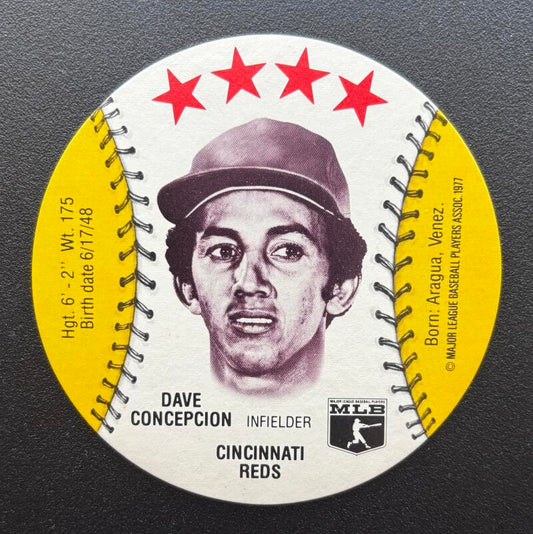 Hgt. 6' - 2" Wt. 175
Birth date 6/17/48
DAVE
CONCEPCION INFIELDER
CINCINNATI
REDS
MAJOR LEAGUE BASEBALL PLAYERS
MLB
Born: Aragua, Venez.
© MAJOR LEAGUE BASEBALL PLAYERS ASSOC. 1977